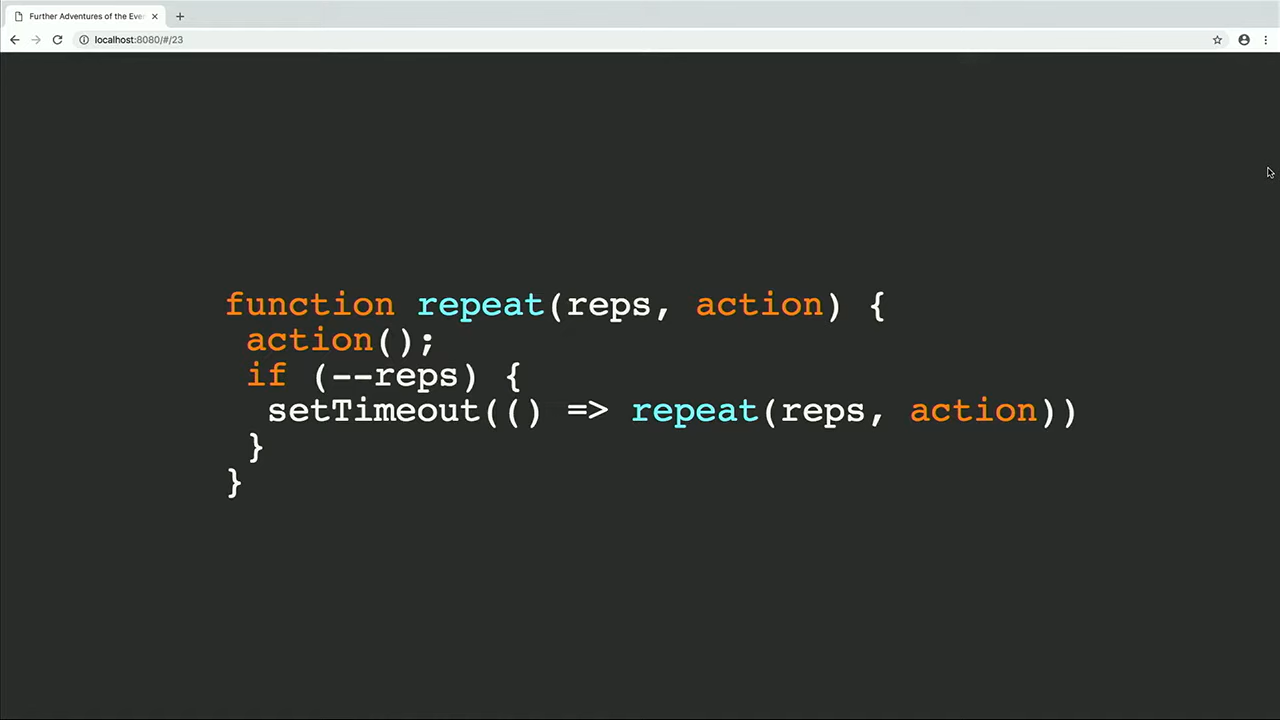 Further Adventures of the Eve
localhost:8080/#/23
function repeat(reps, action) {
action();
if (--reps) {
setTimeout(() => repeat(reps, action))
}
}